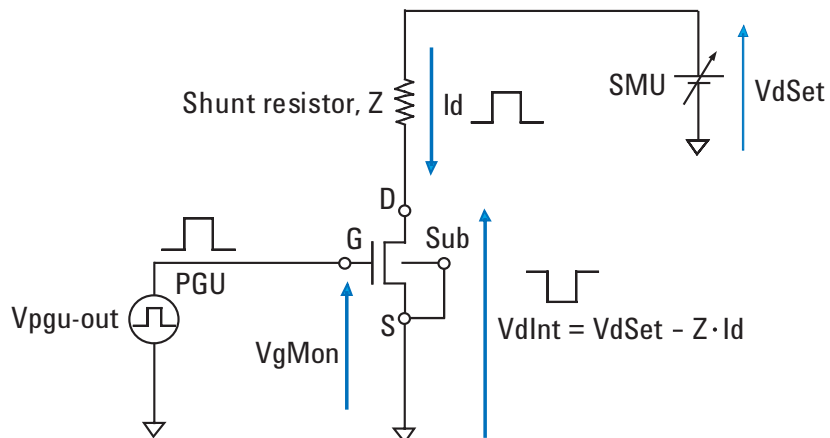 Shunt resistor, Z
Id
SMU
VdSet
D
G
Sub
PGU
Vpgu-out
S
VgMon
VdInt = VdSet – Z·Id